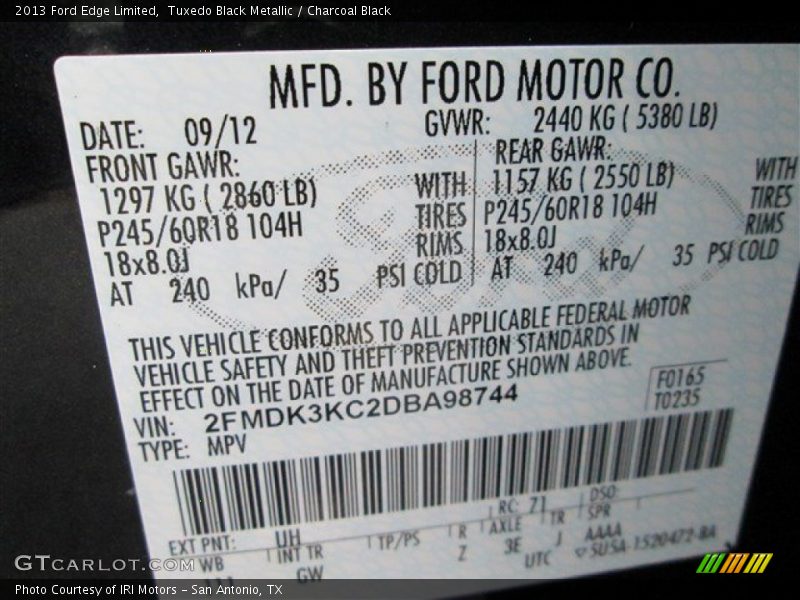 2013 Ford Edge Limited, Tuxedo Black Metallic / Charcoal Black
MFD. BY FORD MOTOR CO.
DATE: 09/12 GVWR: 2440 KG ( 5380 LB)
FRONT GAWR: REAR GAWR:
1297 KG ( 2860 LB) WITH 1157 KG ( 2550 LB) WITH
P245/60R18 104H TIRES P245/60R18 104H TIRES
18x8.0J RIMS 18x8.0J RIMS
AT 240 kPa/ 35 PSI COLD AT 240 kPa/ 35 PSI COLD
THIS VEHICLE CONFORMS TO ALL APPLICABLE FEDERAL MOTOR
VEHICLE SAFETY AND THEFT PREVENTION STANDARDS IN
EFFECT ON THE DATE OF MANUFACTURE SHOWN ABOVE.
VIN: 2FMDK3KC2DBA98744 F0165
TYPE: MPV T0235
EXT PNT: UH RC: 71 DSO:
WB INT TR TP/PS R AXLE TR SPR
GW Z 3E J AAAA
UTC SU5A-1520472-BA
GTCARLOT.COM
Photo Courtesy of IRI Motors – San Antonio, TX